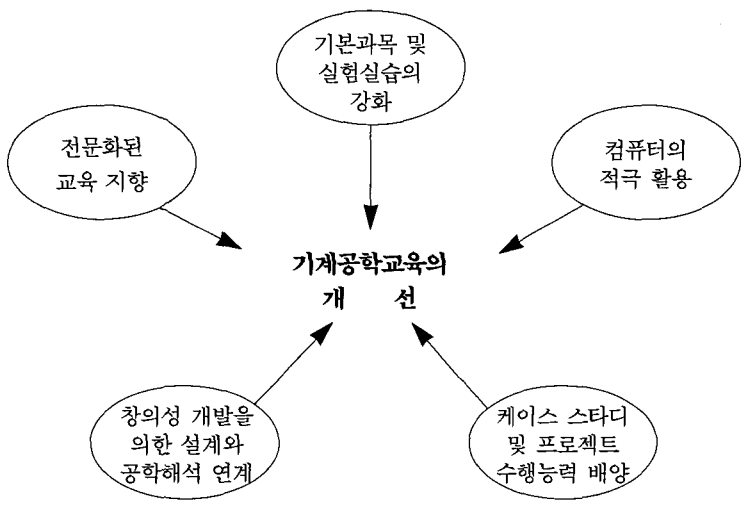 기본과목 및
실험실습의
강화
전문화된
교육 지향
컴퓨터의
적극 활용
기계공학교육의
개 선
창의성 개발을
의한 설계와
공학해석 연계
케이스 스타디
및 프로젝트
수행능력 배양